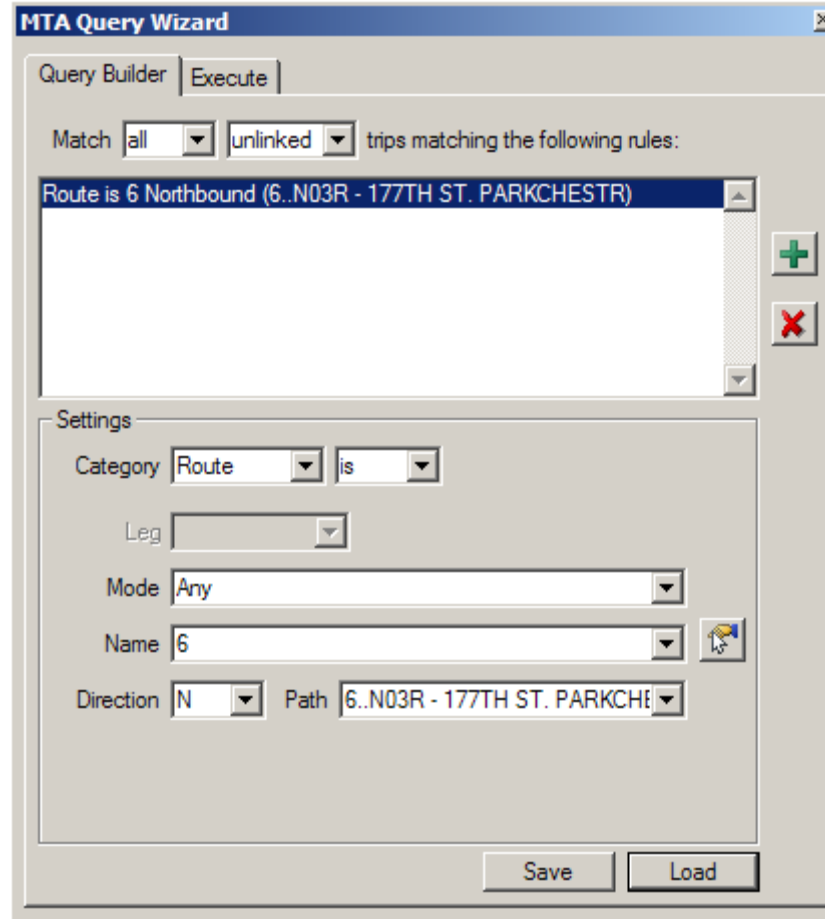 MTA Query Wizard
Query Builder Execute
Match all unlinked trips matching the following rules:
Route is 6 Northbound (6..N03R - 177TH ST. PARKCHESTR)
Settings
Category Route is
Leg
Mode Any
Name 6
Direction N Path 6..N03R - 177TH ST. PARKCHE
Save Load